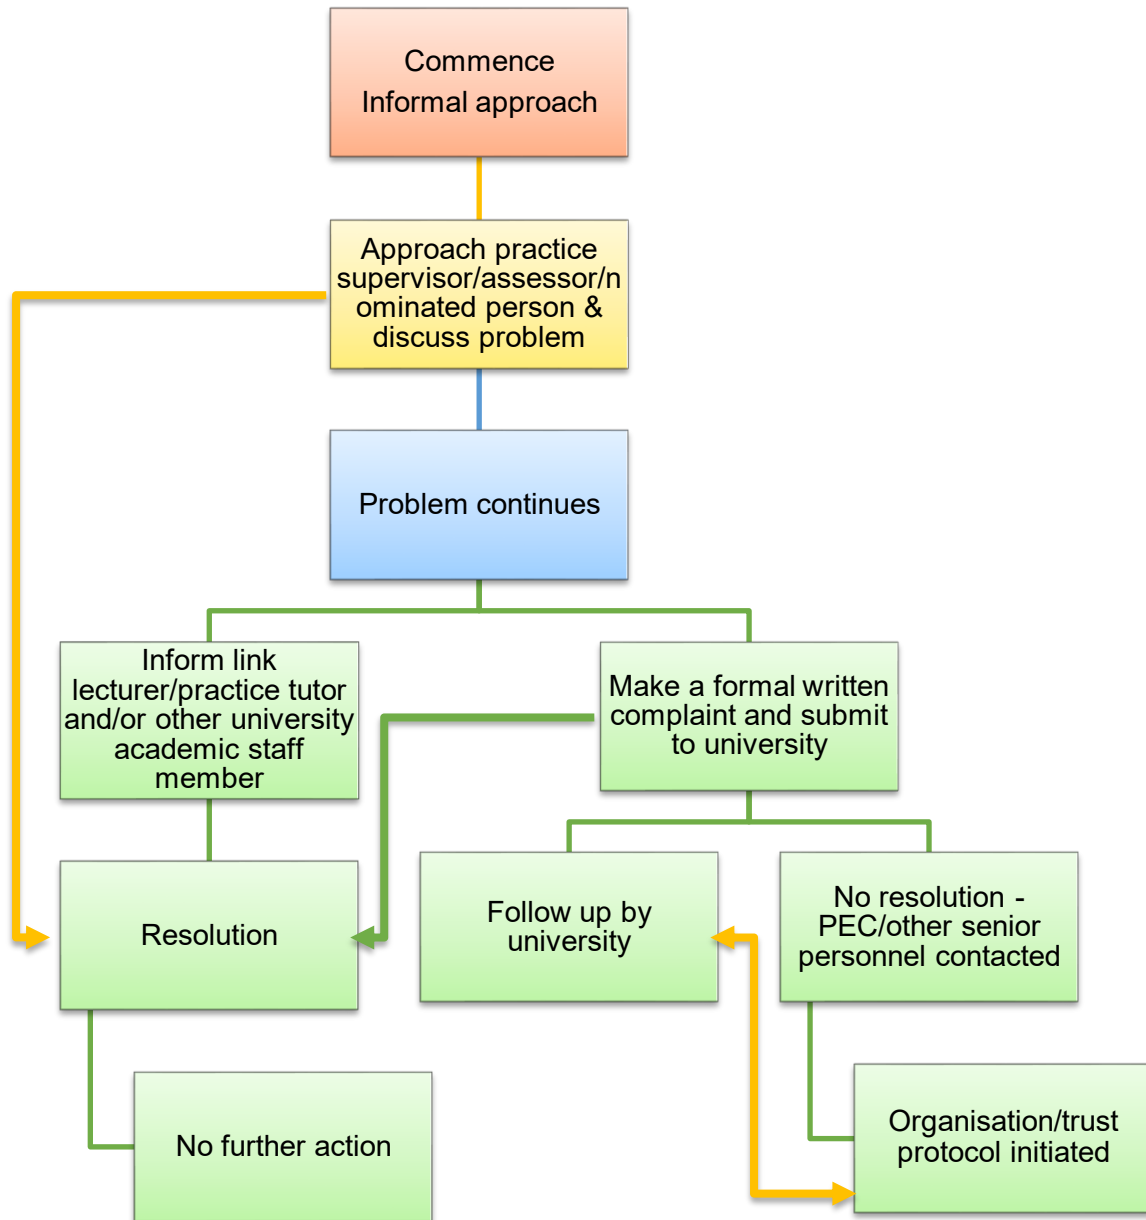 Commence
Informal approach
Approach practice
supervisor/assessor/n
ominated person &
discuss problem
Problem continues
Inform link
lecturer/practice tutor
and/or other university
academic staff
member
Make a formal written
complaint and submit
to university
Resolution
Follow up by
university
No resolution -
PEC/other senior
personnel contacted
No further action
Organisation/trust
protocol initiated